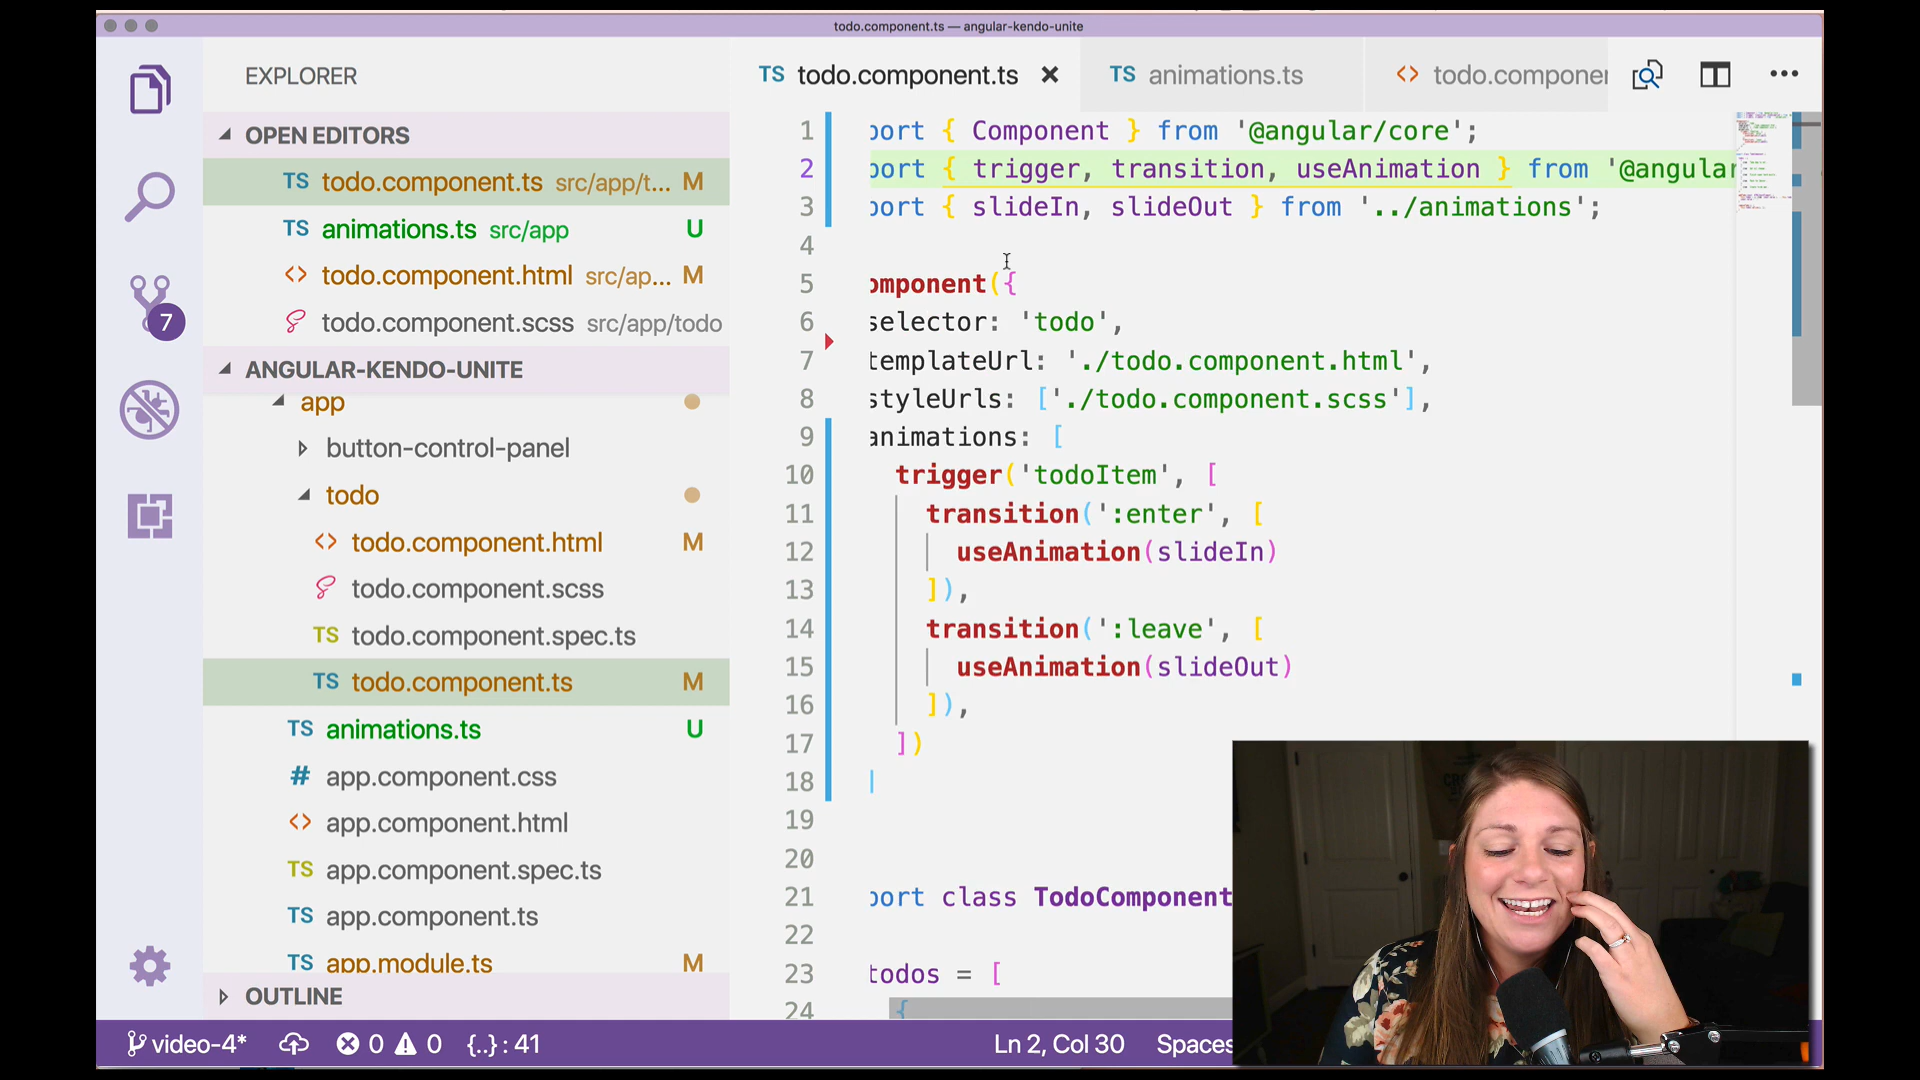 todo.component.ts — angular-kendo-unite
EXPLORER
OPEN EDITORS
TS todo.component.ts src/app/t... M
TS animations.ts src/app U
<> todo.component.html src/ap... M
todo.component.scss src/app/todo
ANGULAR-KENDO-UNITE
app
button-control-panel
todo
<> todo.component.html M
todo.component.scss
TS todo.component.spec.ts
TS todo.component.ts M
TS animations.ts U
# app.component.css
<> app.component.html
TS app.component.spec.ts
TS app.component.ts
TS app.module.ts M
OUTLINE
7
TS todo.component.ts
TS animations.ts
<> todo.componen
1 port { Component } from '@angular/core';
2 port { trigger, transition, useAnimation } from '@angular
3 port { slideIn, slideOut } from '../animations';
4
5 omponent({
6 selector: 'todo',
7 templateUrl: './todo.component.html',
8 styleUrls: ['./todo.component.scss'],
9 animations: [
10 trigger('todoItem', [
11 transition(':enter', [
12 useAnimation(slideIn)
13 ]),
14 transition(':leave', [
15 useAnimation(slideOut)
16 ]),
17 ])
18 ]
19
20
21 port class TodoComponent
22
23 todos = [
24 {
video-4* 0 0 {..} : 41
Ln 2, Col 30 Spaces